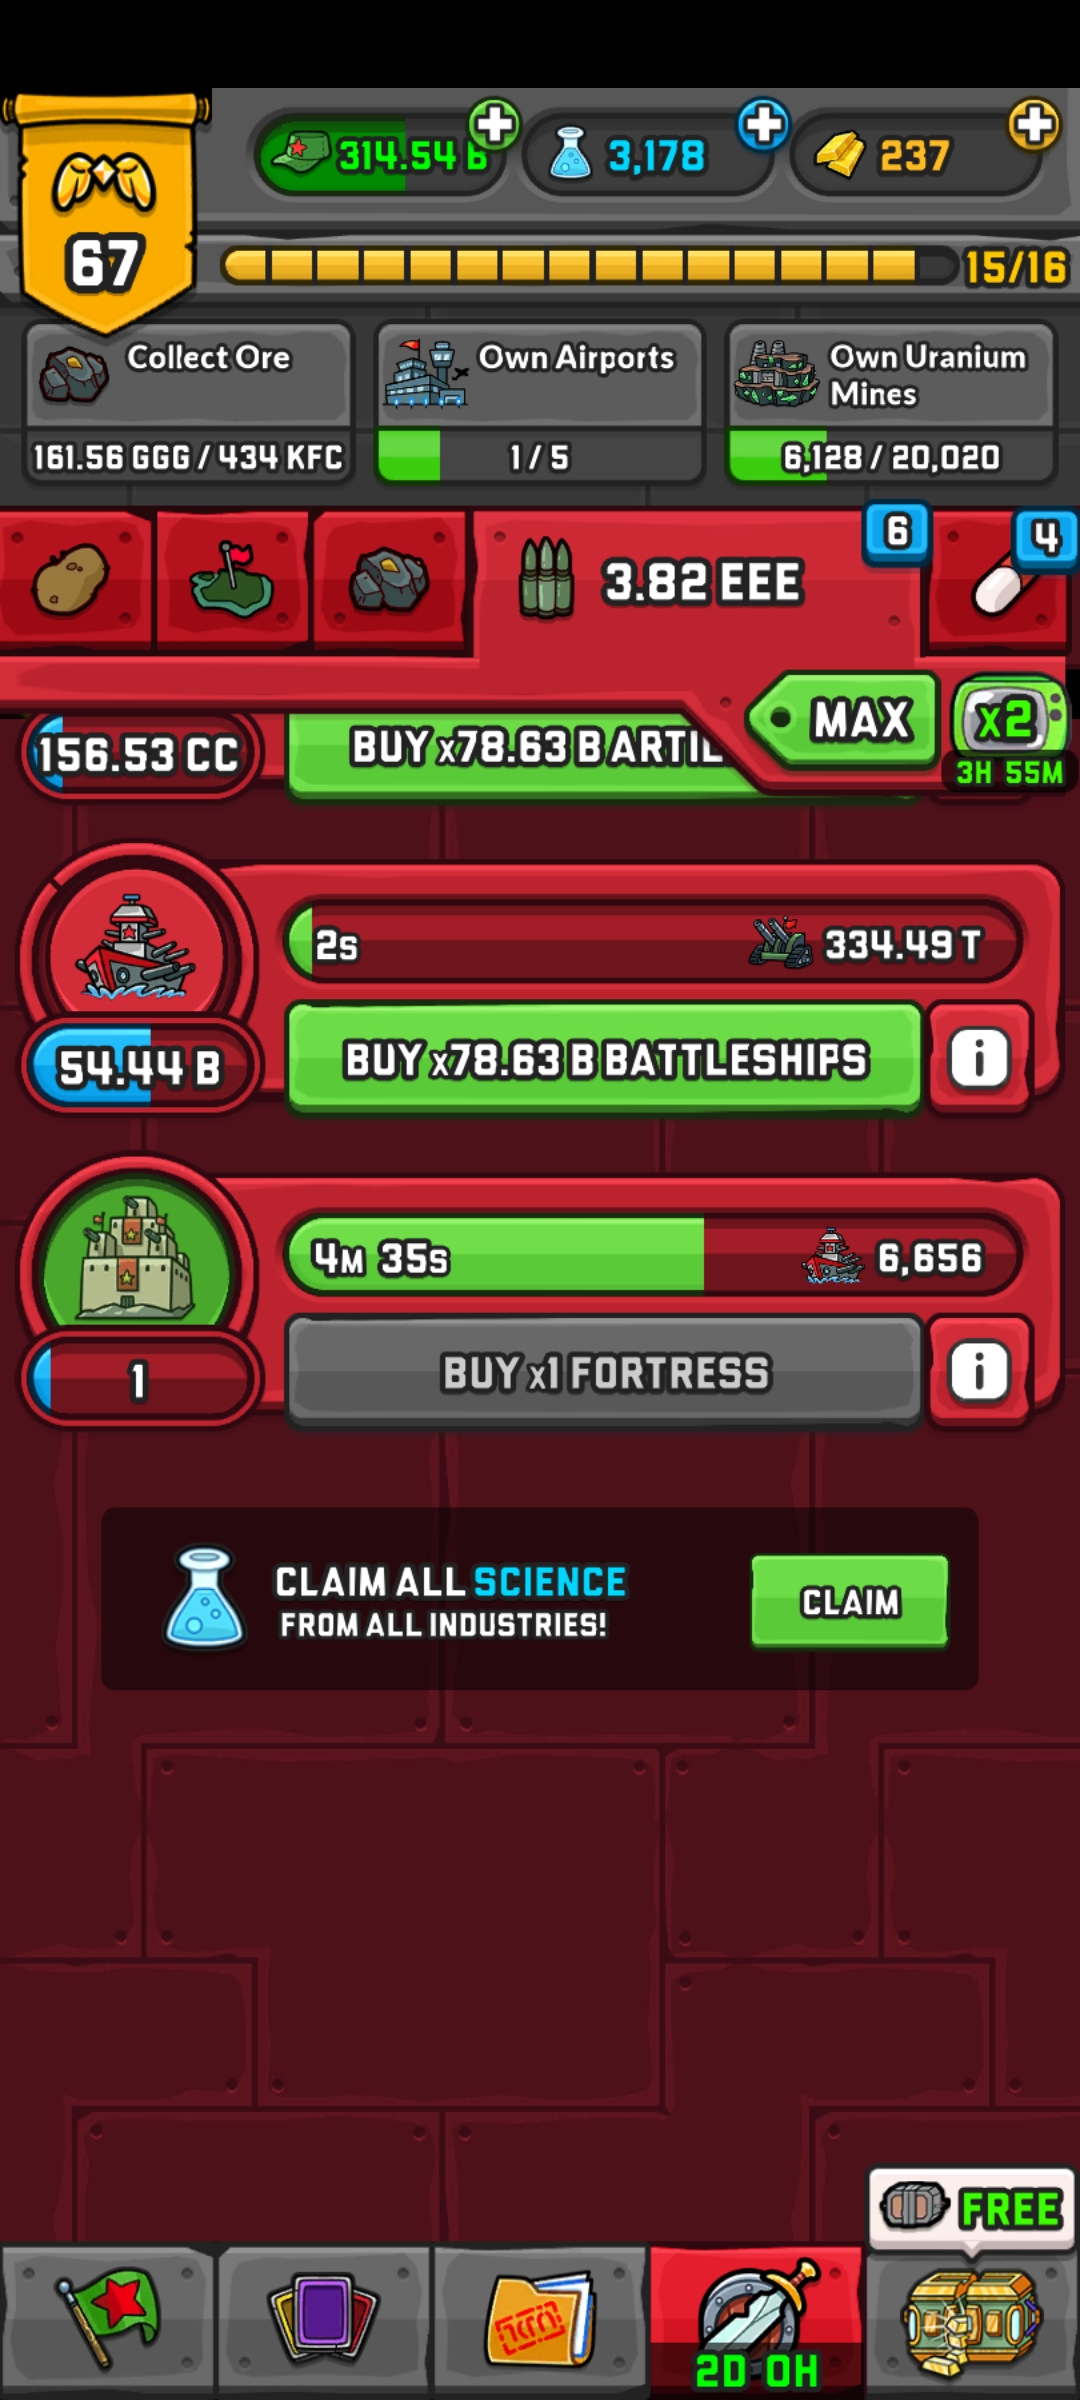 314.54 B
3,178
237
67
15/16
Collect Ore
161.56 GGG / 434 KFC
Own Airports
1 / 5
Own Uranium
Mines
6,128 / 20,020
3.82 EEE
6
4
MAX
x2
3H 55M
156.53 CC
BUY x78.63 B ARTIL
2s
334.49 T
54.44 B
BUY x78.63 B BATTLESHIPS
i
4M 35s
6,656
1
BUY x1 FORTRESS
i
CLAIM ALL SCIENCE
FROM ALL INDUSTRIES!
CLAIM
FREE
2D 0H